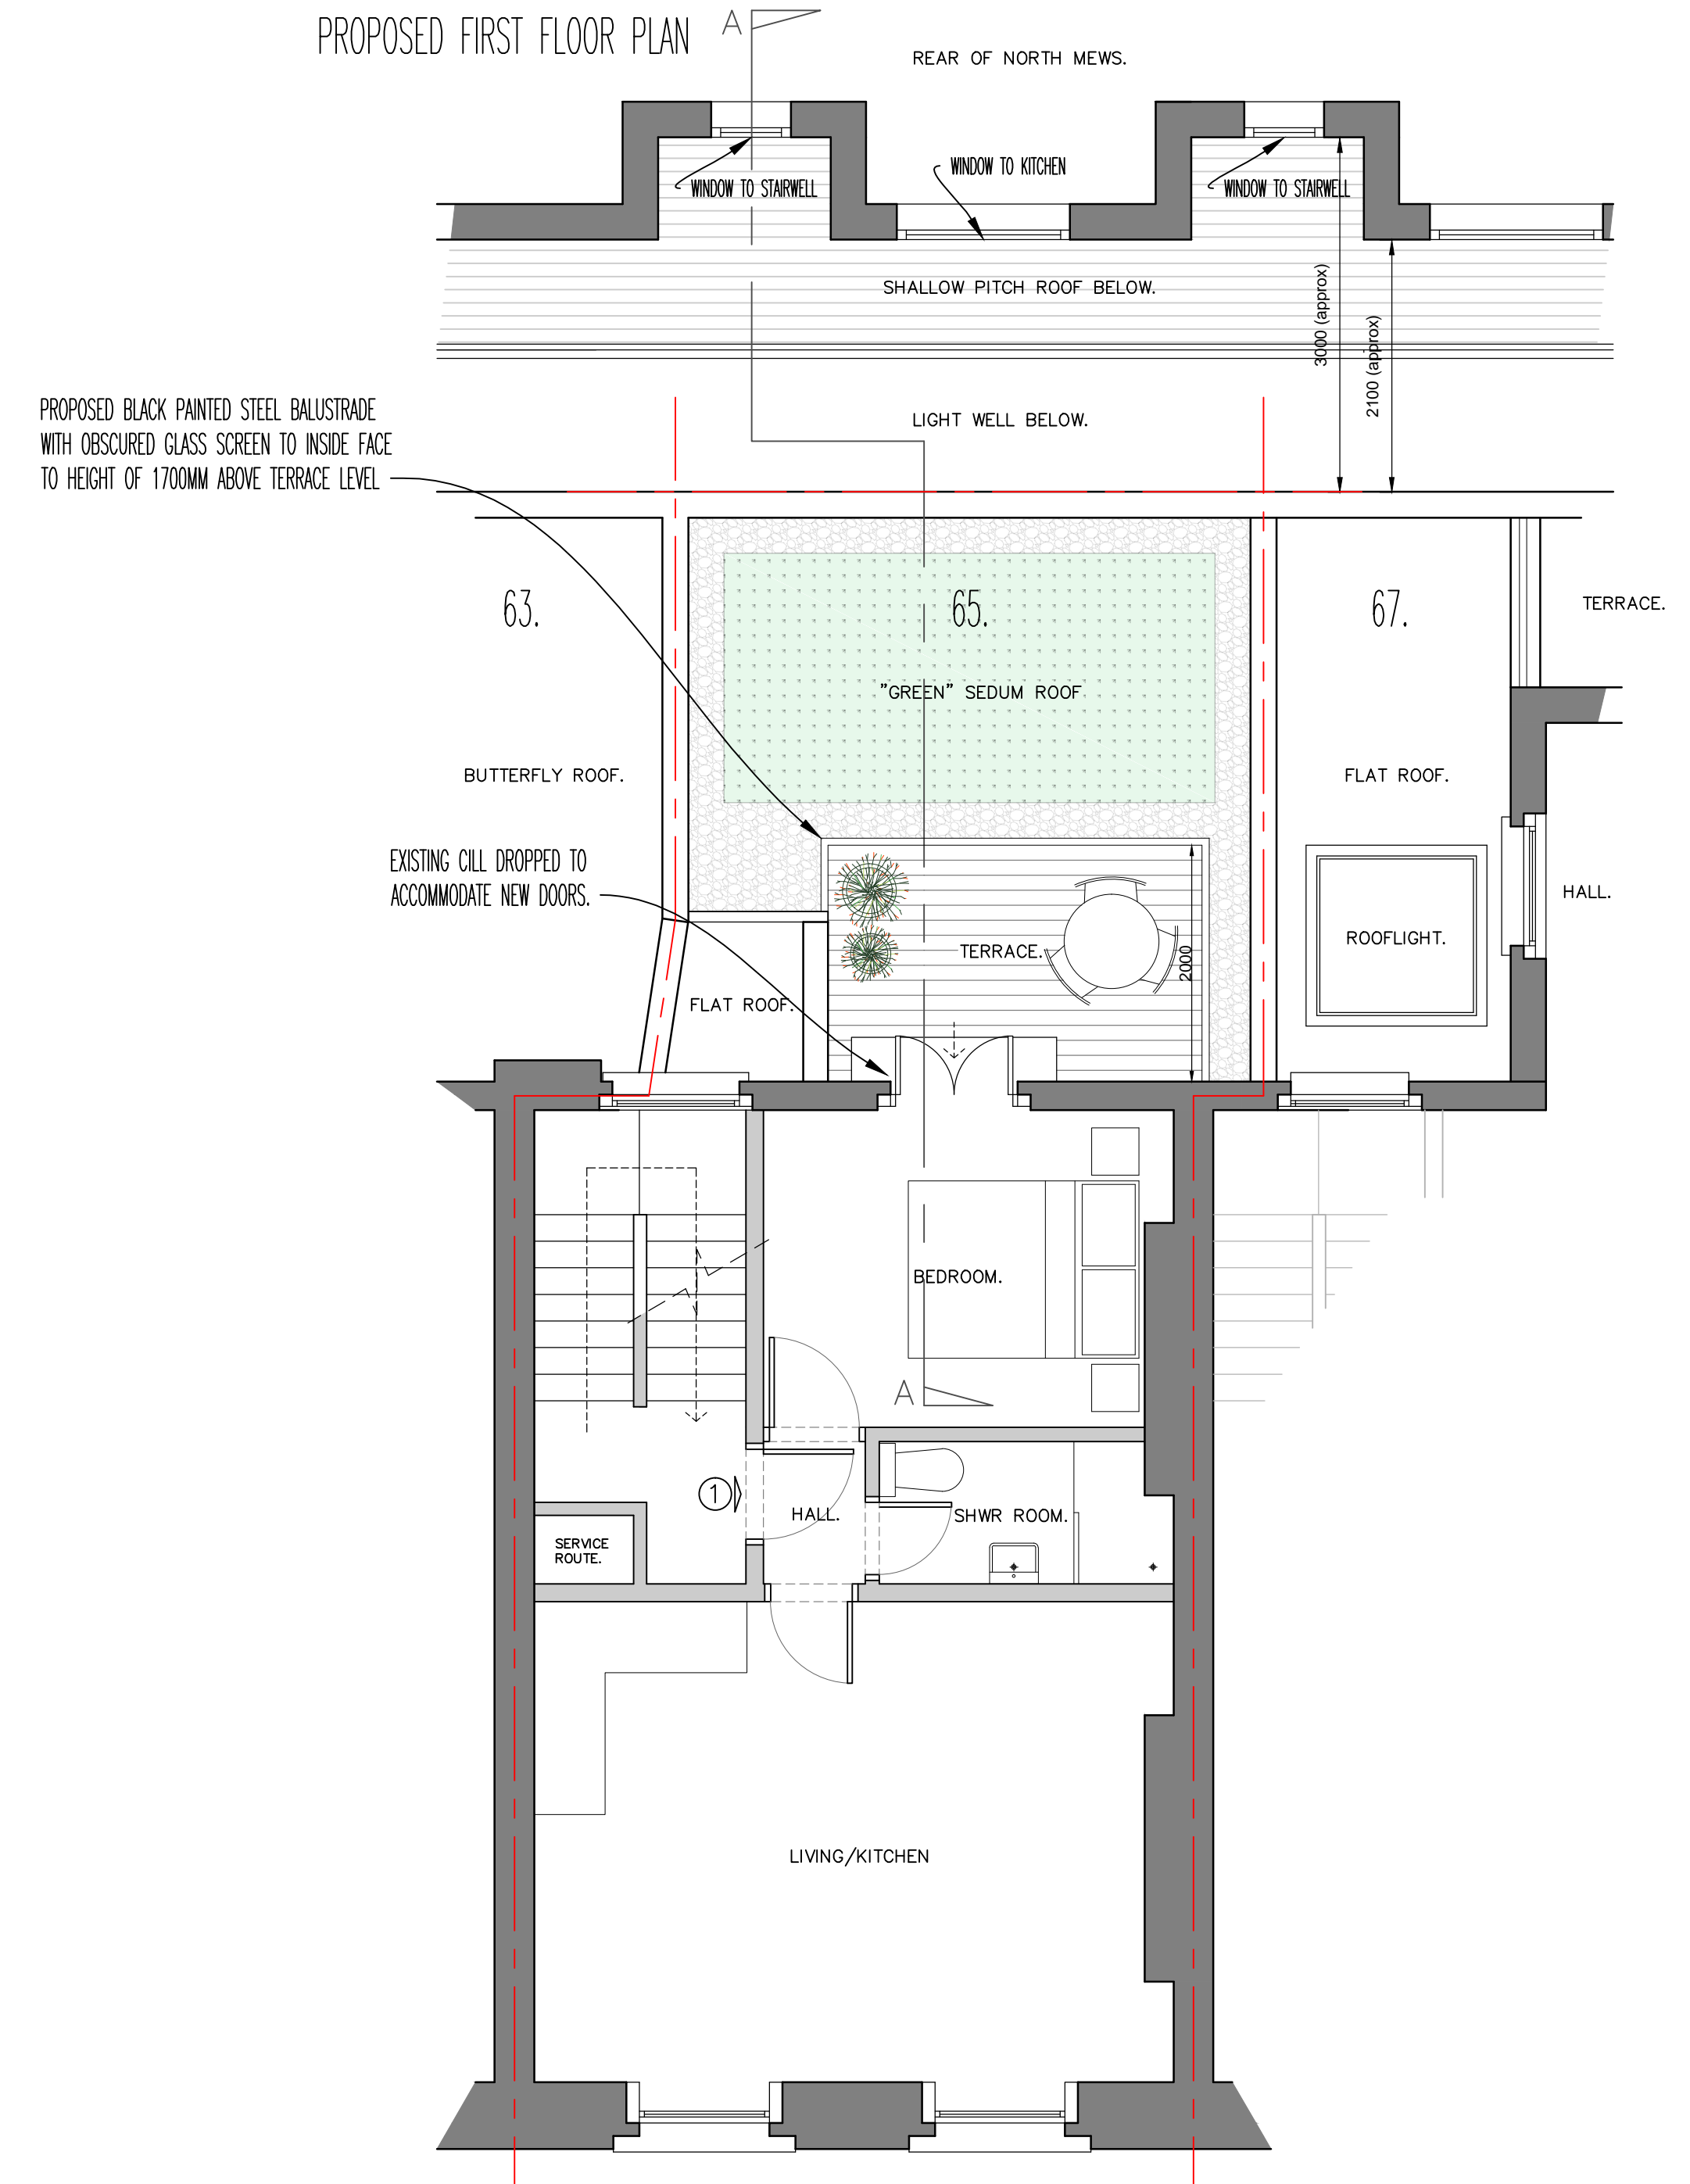 PROPOSED FIRST FLOOR PLAN
A
REAR OF NORTH MEWS.
WINDOW TO KITCHEN
WINDOW TO STAIRWELL
WINDOW TO STAIRWELL
SHALLOW PITCH ROOF BELOW.
3000 (approx)
2100 (approx)
PROPOSED BLACK PAINTED STEEL BALUSTRADE
WITH OBSCURED GLASS SCREEN TO INSIDE FACE
TO HEIGHT OF 1700MM ABOVE TERRACE LEVEL
LIGHT WELL BELOW.
63.
65.
67.
TERRACE.
"GREEN" SEDUM ROOF
BUTTERFLY ROOF.
FLAT ROOF.
EXISTING CILL DROPPED TO
ACCOMMODATE NEW DOORS.
HALL.
ROOFLIGHT.
TERRACE.
2000
FLAT ROOF.
BEDROOM.
A
1
HALL.
SHWR ROOM.
SERVICE
ROUTE.
LIVING/KITCHEN